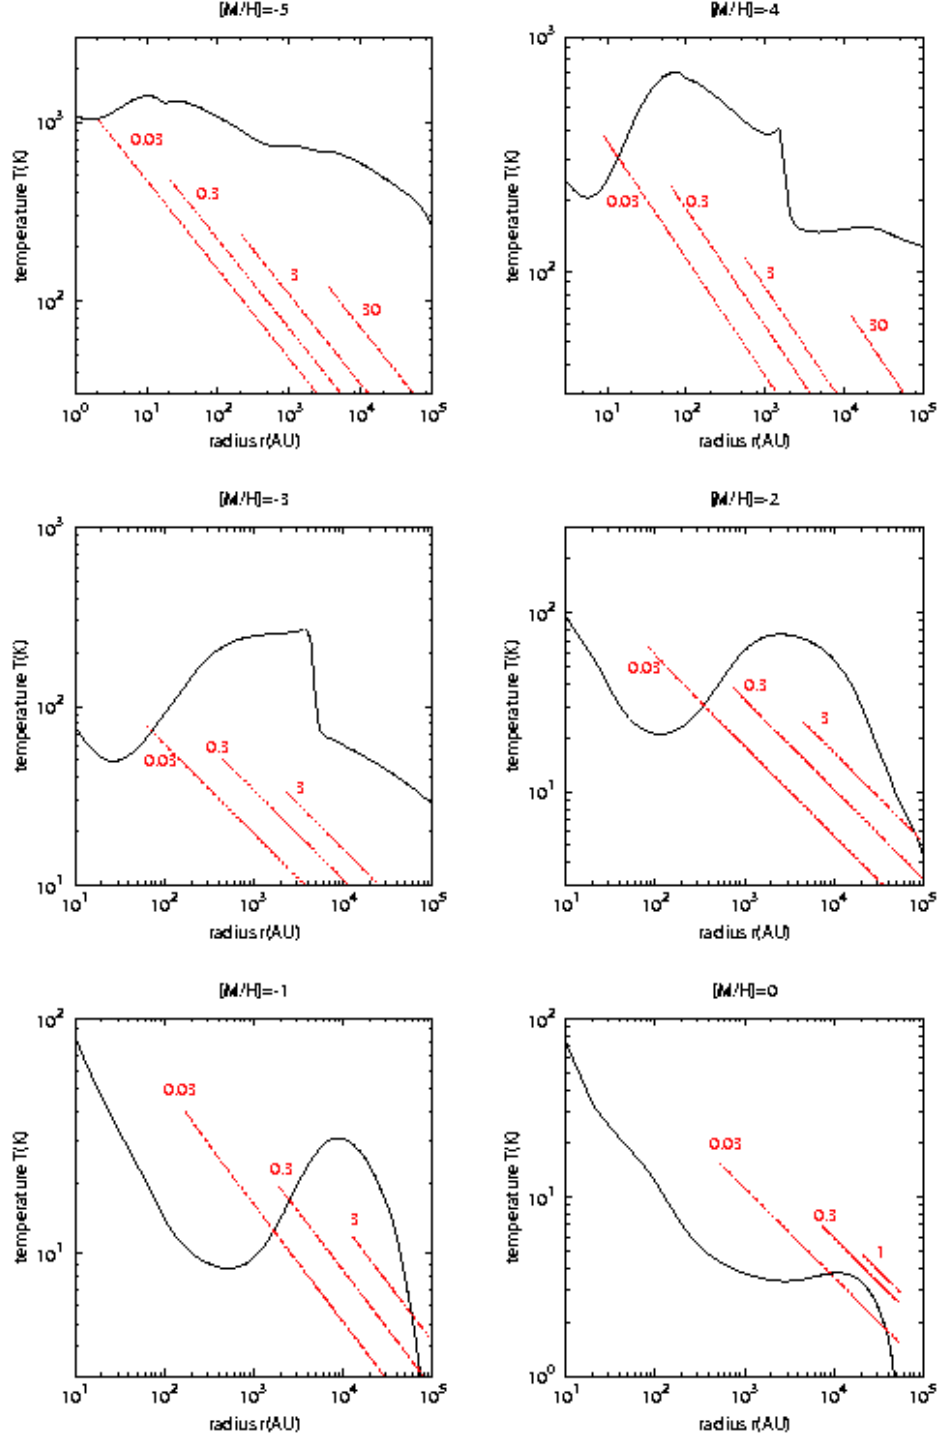 [M/H]=-5
[M/H]=-4
10³
10²
temperature T(K)
0.03
0.3
3
30
10⁰ 10¹ 10² 10³ 10⁴ 10⁵
radius r(AU)
10³
10²
temperature T(K)
0.03
0.3
3
30
10¹ 10² 10³ 10⁴ 10⁵
radius r(AU)
[M/H]=-3
[M/H]=-2
10³
10²
10¹
temperature T(K)
0.03
0.3
3
10¹ 10² 10³ 10⁴ 10⁵
radius r(AU)
10²
10¹
temperature T(K)
0.03
0.3
3
10¹ 10² 10³ 10⁴ 10⁵
radius r(AU)
[M/H]=-1
[M/H]=0
10²
10¹
temperature T(K)
0.03
0.3
3
10¹ 10² 10³ 10⁴ 10⁵
radius r(AU)
10²
10¹
10⁰
temperature T(K)
0.03
0.3
1
10¹ 10² 10³ 10⁴ 10⁵
radius r(AU)